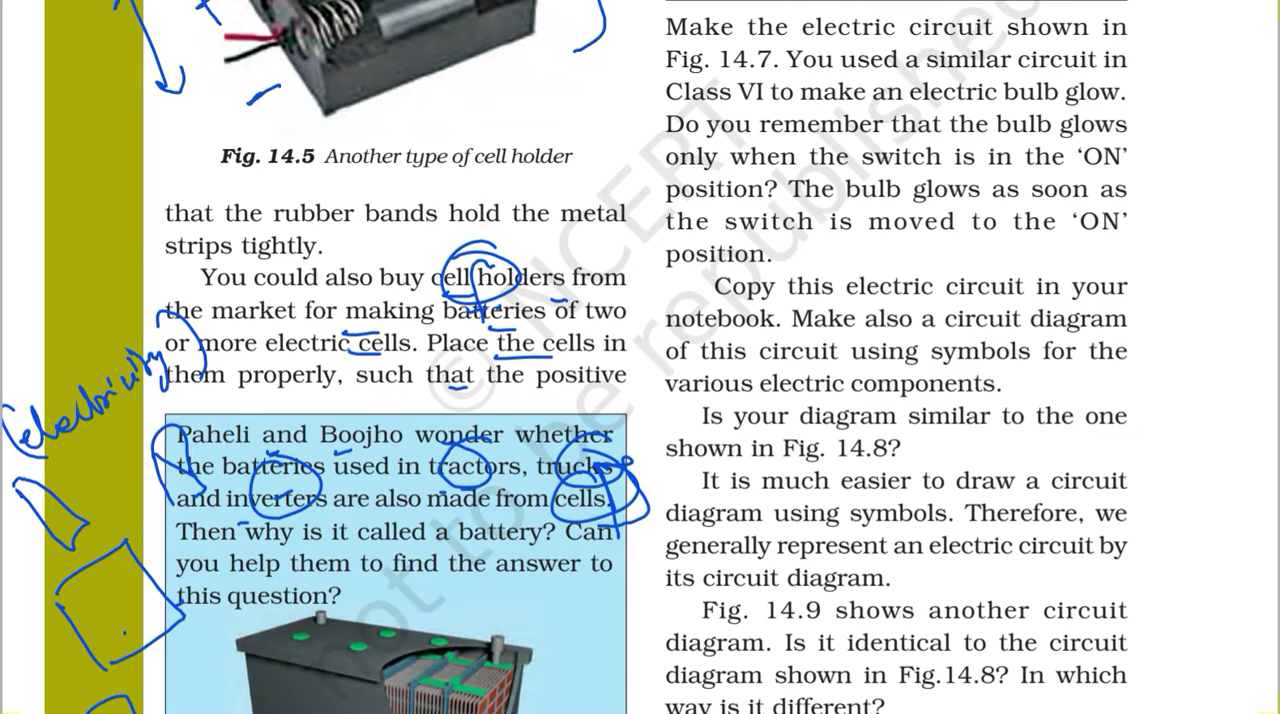 Fig. 14.5 Another type of cell holder
that the rubber bands hold the metal
strips tightly.
You could also buy cell holders from
the market for making batteries of two
or more electric cells. Place the cells in
them properly, such that the positive
(electricity)
Paheli and Boojho wonder whether
the batteries used in tractors, trucks
and inverters are also made from cells.
Then why is it called a battery? Can
you help them to find the answer to
this question?
Make the electric circuit shown in
Fig. 14.7. You used a similar circuit in
Class VI to make an electric bulb glow.
Do you remember that the bulb glows
only when the switch is in the ‘ON’
position? The bulb glows as soon as
the switch is moved to the ‘ON’
position.
Copy this electric circuit in your
notebook. Make also a circuit diagram
of this circuit using symbols for the
various electric components.
Is your diagram similar to the one
shown in Fig. 14.8?
It is much easier to draw a circuit
diagram using symbols. Therefore, we
generally represent an electric circuit by
its circuit diagram.
Fig. 14.9 shows another circuit
diagram. Is it identical to the circuit
diagram shown in Fig.14.8? In which
way is it different?
© NCERT
not to be republished